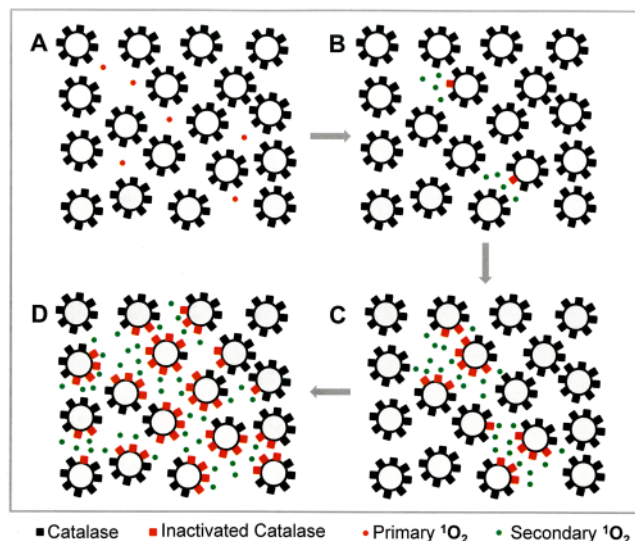 A
B
D
C
Catalase Inactivated Catalase Primary ¹O₂ Secondary ¹O₂